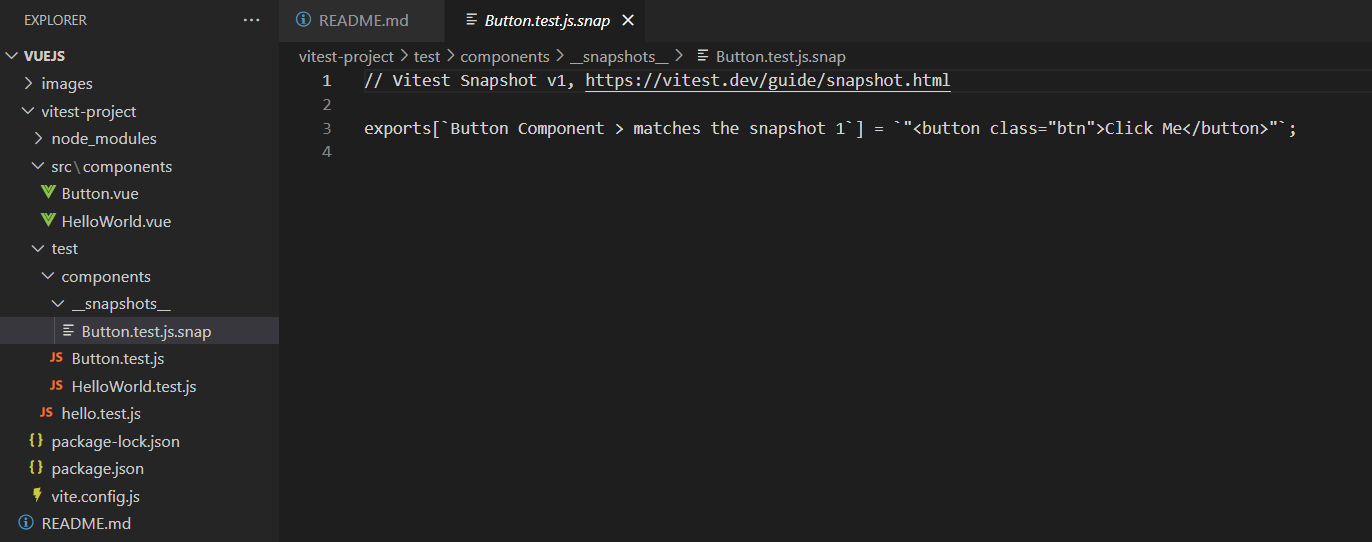 EXPLORER ···
VUEJS
images
vitest-project
node_modules
src\components
Button.vue
HelloWorld.vue
test
components
__snapshots__
Button.test.js.snap
JS Button.test.js
JS HelloWorld.test.js
JS hello.test.js
{} package-lock.json
{} package.json
vite.config.js
README.md
README.md Button.test.js.snap
vitest-project > test > components > __snapshots__ > Button.test.js.snap
1 // Vitest Snapshot v1, https://vitest.dev/guide/snapshot.html
2
3 exports[`Button Component > matches the snapshot 1`] = `"<button class="btn">Click Me</button>"`;
4